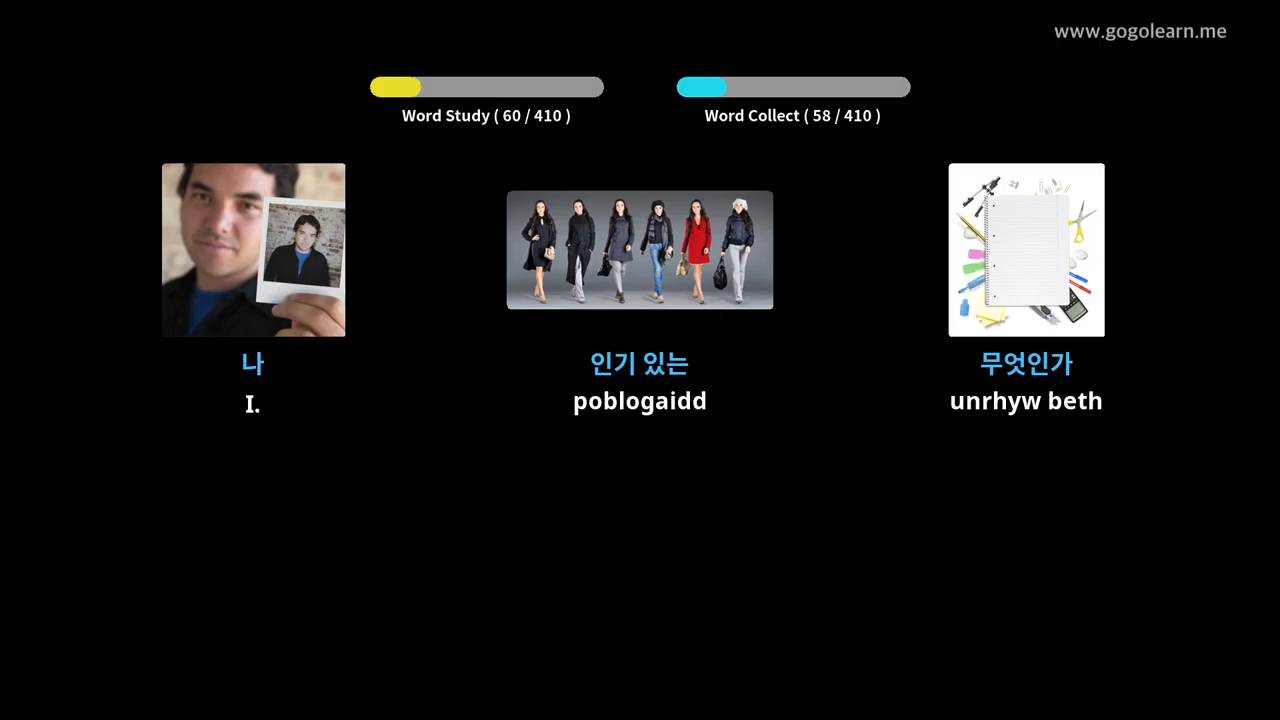 www.gogolearn.me
Word Study ( 60 / 410 )
Word Collect ( 58 / 410 )
나
I.
인기 있는
poblogaidd
무엇인가
unrhyw beth